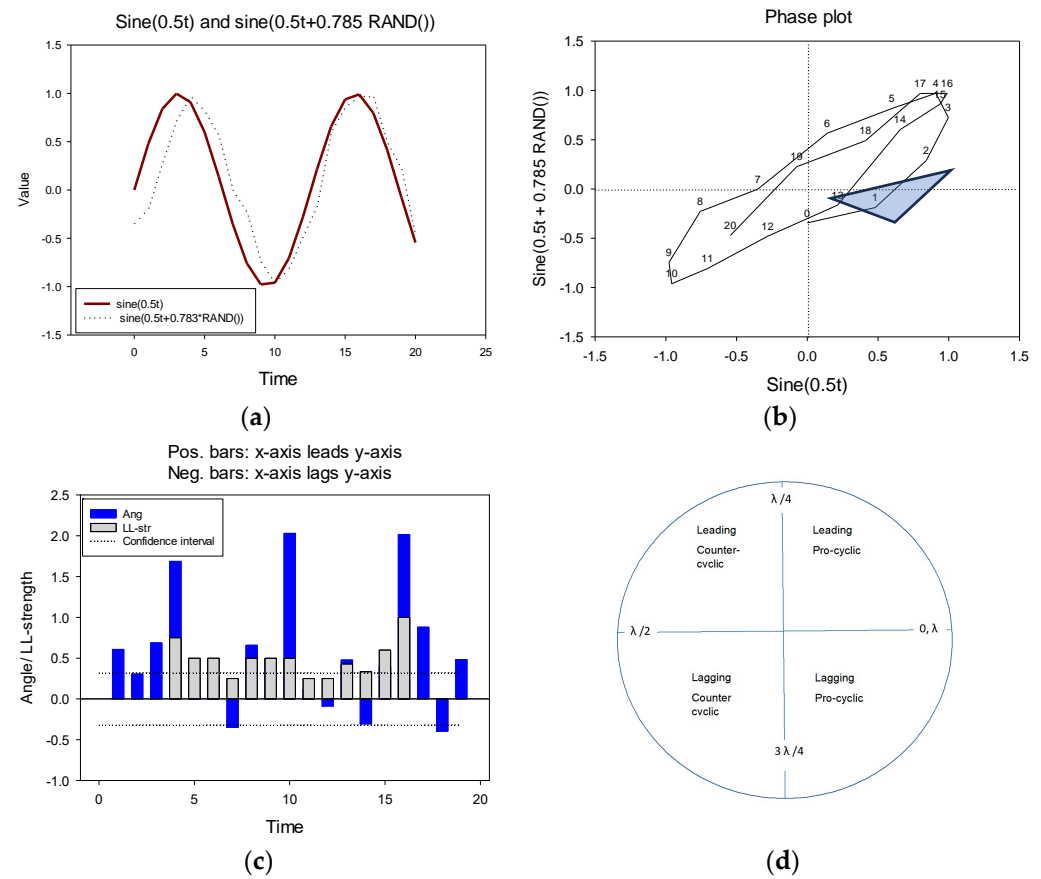 Sine(0.5t) and sine(0.5t+0.785 RAND())
1.5
1.0
0.5
0.0
-0.5
-1.0
-1.5
Value
sine(0.5t)
sine(0.5t+0.783*RAND())
0 5 10 15 20 25
Time
(a)
Phase plot
1.5
1.0
0.5
0.0
-0.5
-1.0
-1.5
Sine(0.5t + 0.785 RAND())
17 4 16
5 15
3
6 14
18
19 2
7
8 13 1
20 12 0
9 11
10
-1.5 -1.0 -0.5 0.0 0.5 1.0 1.5
Sine(0.5t)
(b)
Pos. bars: x-axis leads y-axis
Neg. bars: x-axis lags y-axis
2.5
2.0
1.5
1.0
0.5
0.0
-0.5
-1.0
Angle/ LL-strength
Ang
LL-str
Confidence interval
0 5 10 15 20
Time
(c)
λ /4
Leading Leading
Counter- Pro-cyclic
cvclic
λ /2 0, λ
Lagging Lagging
Counter Pro-cyclic
cvclic
3 λ /4
(d)